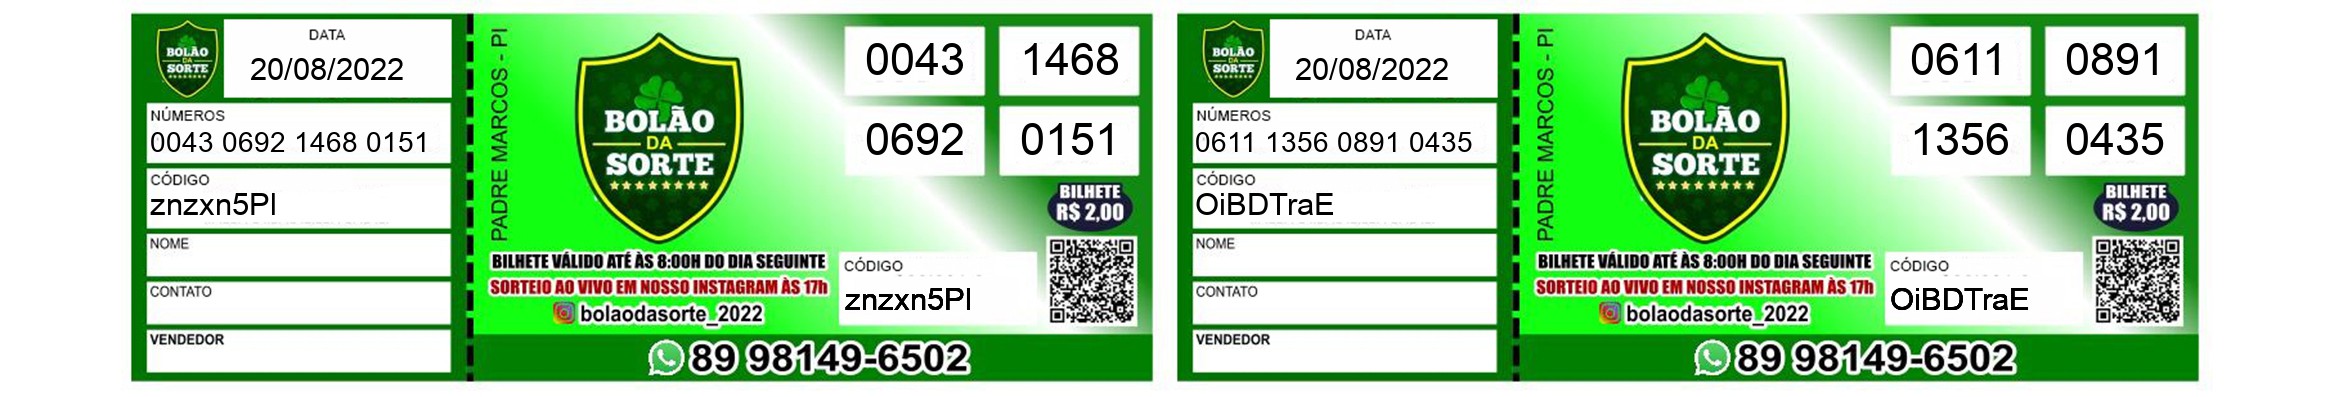 BOLÃO
DA
SORTE
DATA
20/08/2022
NÚMEROS
0043 0692 1468 0151
CÓDIGO
znzxn5Pl
NOME
CONTATO
VENDEDOR
PADRE MARCOS - PI
BOLÃO
DA
SORTE
0043 1468
0692 0151
BILHETE
R$ 2,00
BILHETE VÁLIDO ATÉ ÀS 8:00H DO DIA SEGUINTE
SORTEIO AO VIVO EM NOSSO INSTAGRAM ÀS 17h
bolaodasorte_2022
CÓDIGO
znzxn5Pl
89 98149-6502
BOLÃO
DA
SORTE
DATA
20/08/2022
NÚMEROS
0611 1356 0891 0435
CÓDIGO
OiBDTraE
NOME
CONTATO
VENDEDOR
PADRE MARCOS - PI
BOLÃO
DA
SORTE
0611 0891
1356 0435
BILHETE
R$ 2,00
BILHETE VÁLIDO ATÉ ÀS 8:00H DO DIA SEGUINTE
SORTEIO AO VIVO EM NOSSO INSTAGRAM ÀS 17h
bolaodasorte_2022
CÓDIGO
OiBDTraE
89 98149-6502